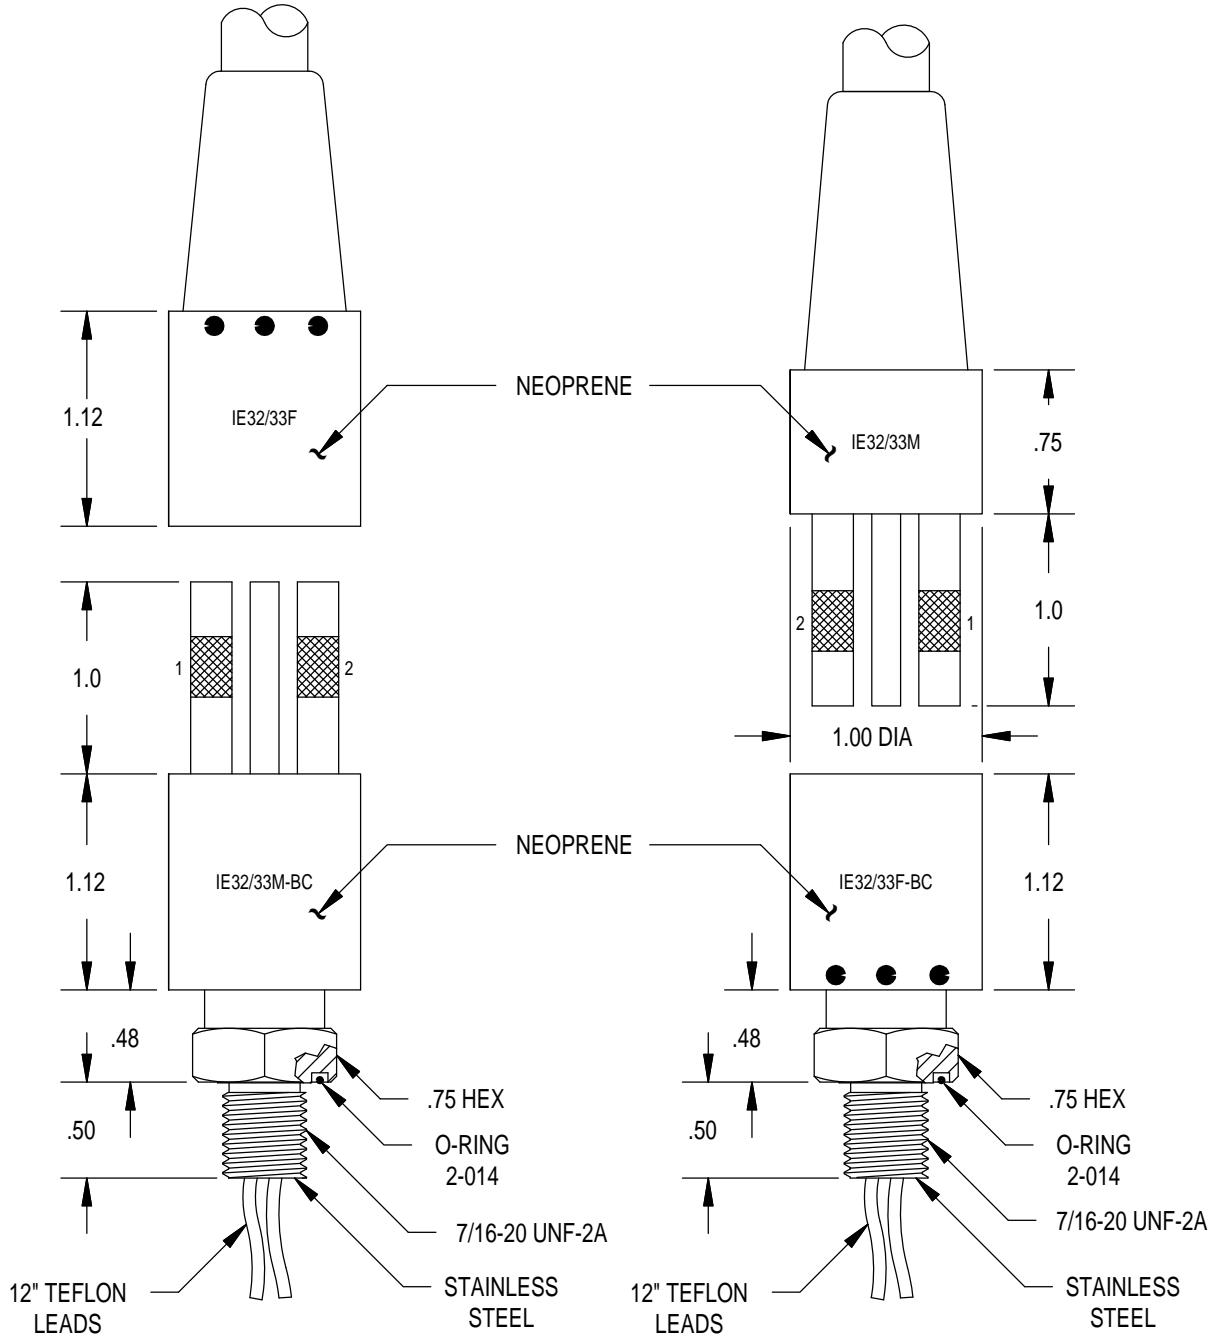 1.12
IE32/33F
NEOPRENE
IE32/33M
.75
1.0
1
2
2
1
1.0
1.00 DIA
1.12
IE32/33M-BC
NEOPRENE
IE32/33F-BC
1.12
.48
.75 HEX
.50
O-RING
2-014
7/16-20 UNF-2A
12" TEFLON
LEADS
STAINLESS
STEEL
.48
.75 HEX
.50
O-RING
2-014
7/16-20 UNF-2A
12" TEFLON
LEADS
STAINLESS
STEEL